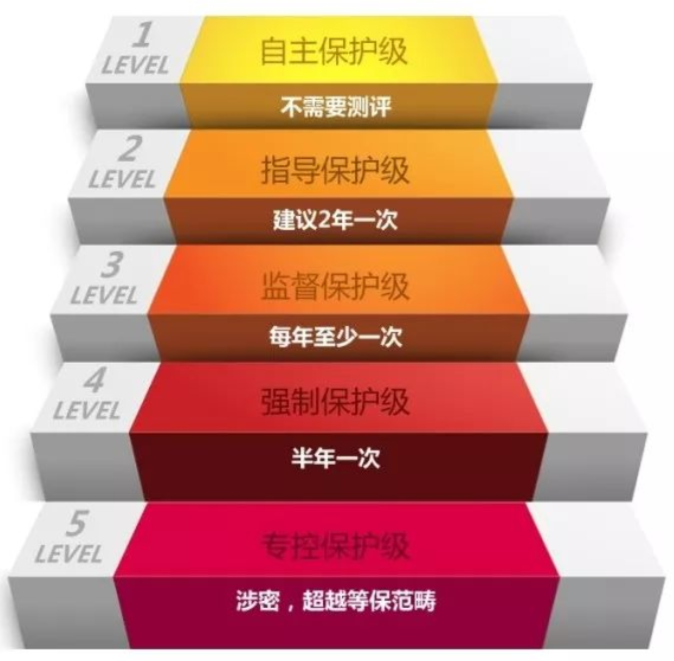 1
LEVEL
自主保护级
不需要测评
2
LEVEL
指导保护级
建议2年一次
3
LEVEL
监督保护级
每年至少一次
4
LEVEL
强制保护级
半年一次
5
LEVEL
专控保护级
涉密，超越等保范畴